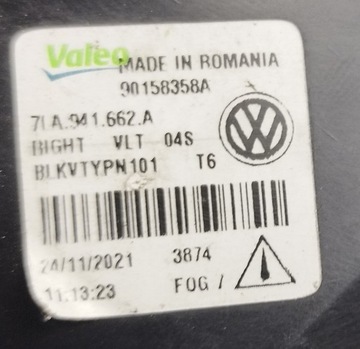 Valeo MADE IN ROMANIA
90158358A
7LA.941.662.A
RIGHT VLT 04S
BLKVTYPN101 T6
24/11/2021 3874
11:13:23 FOG /